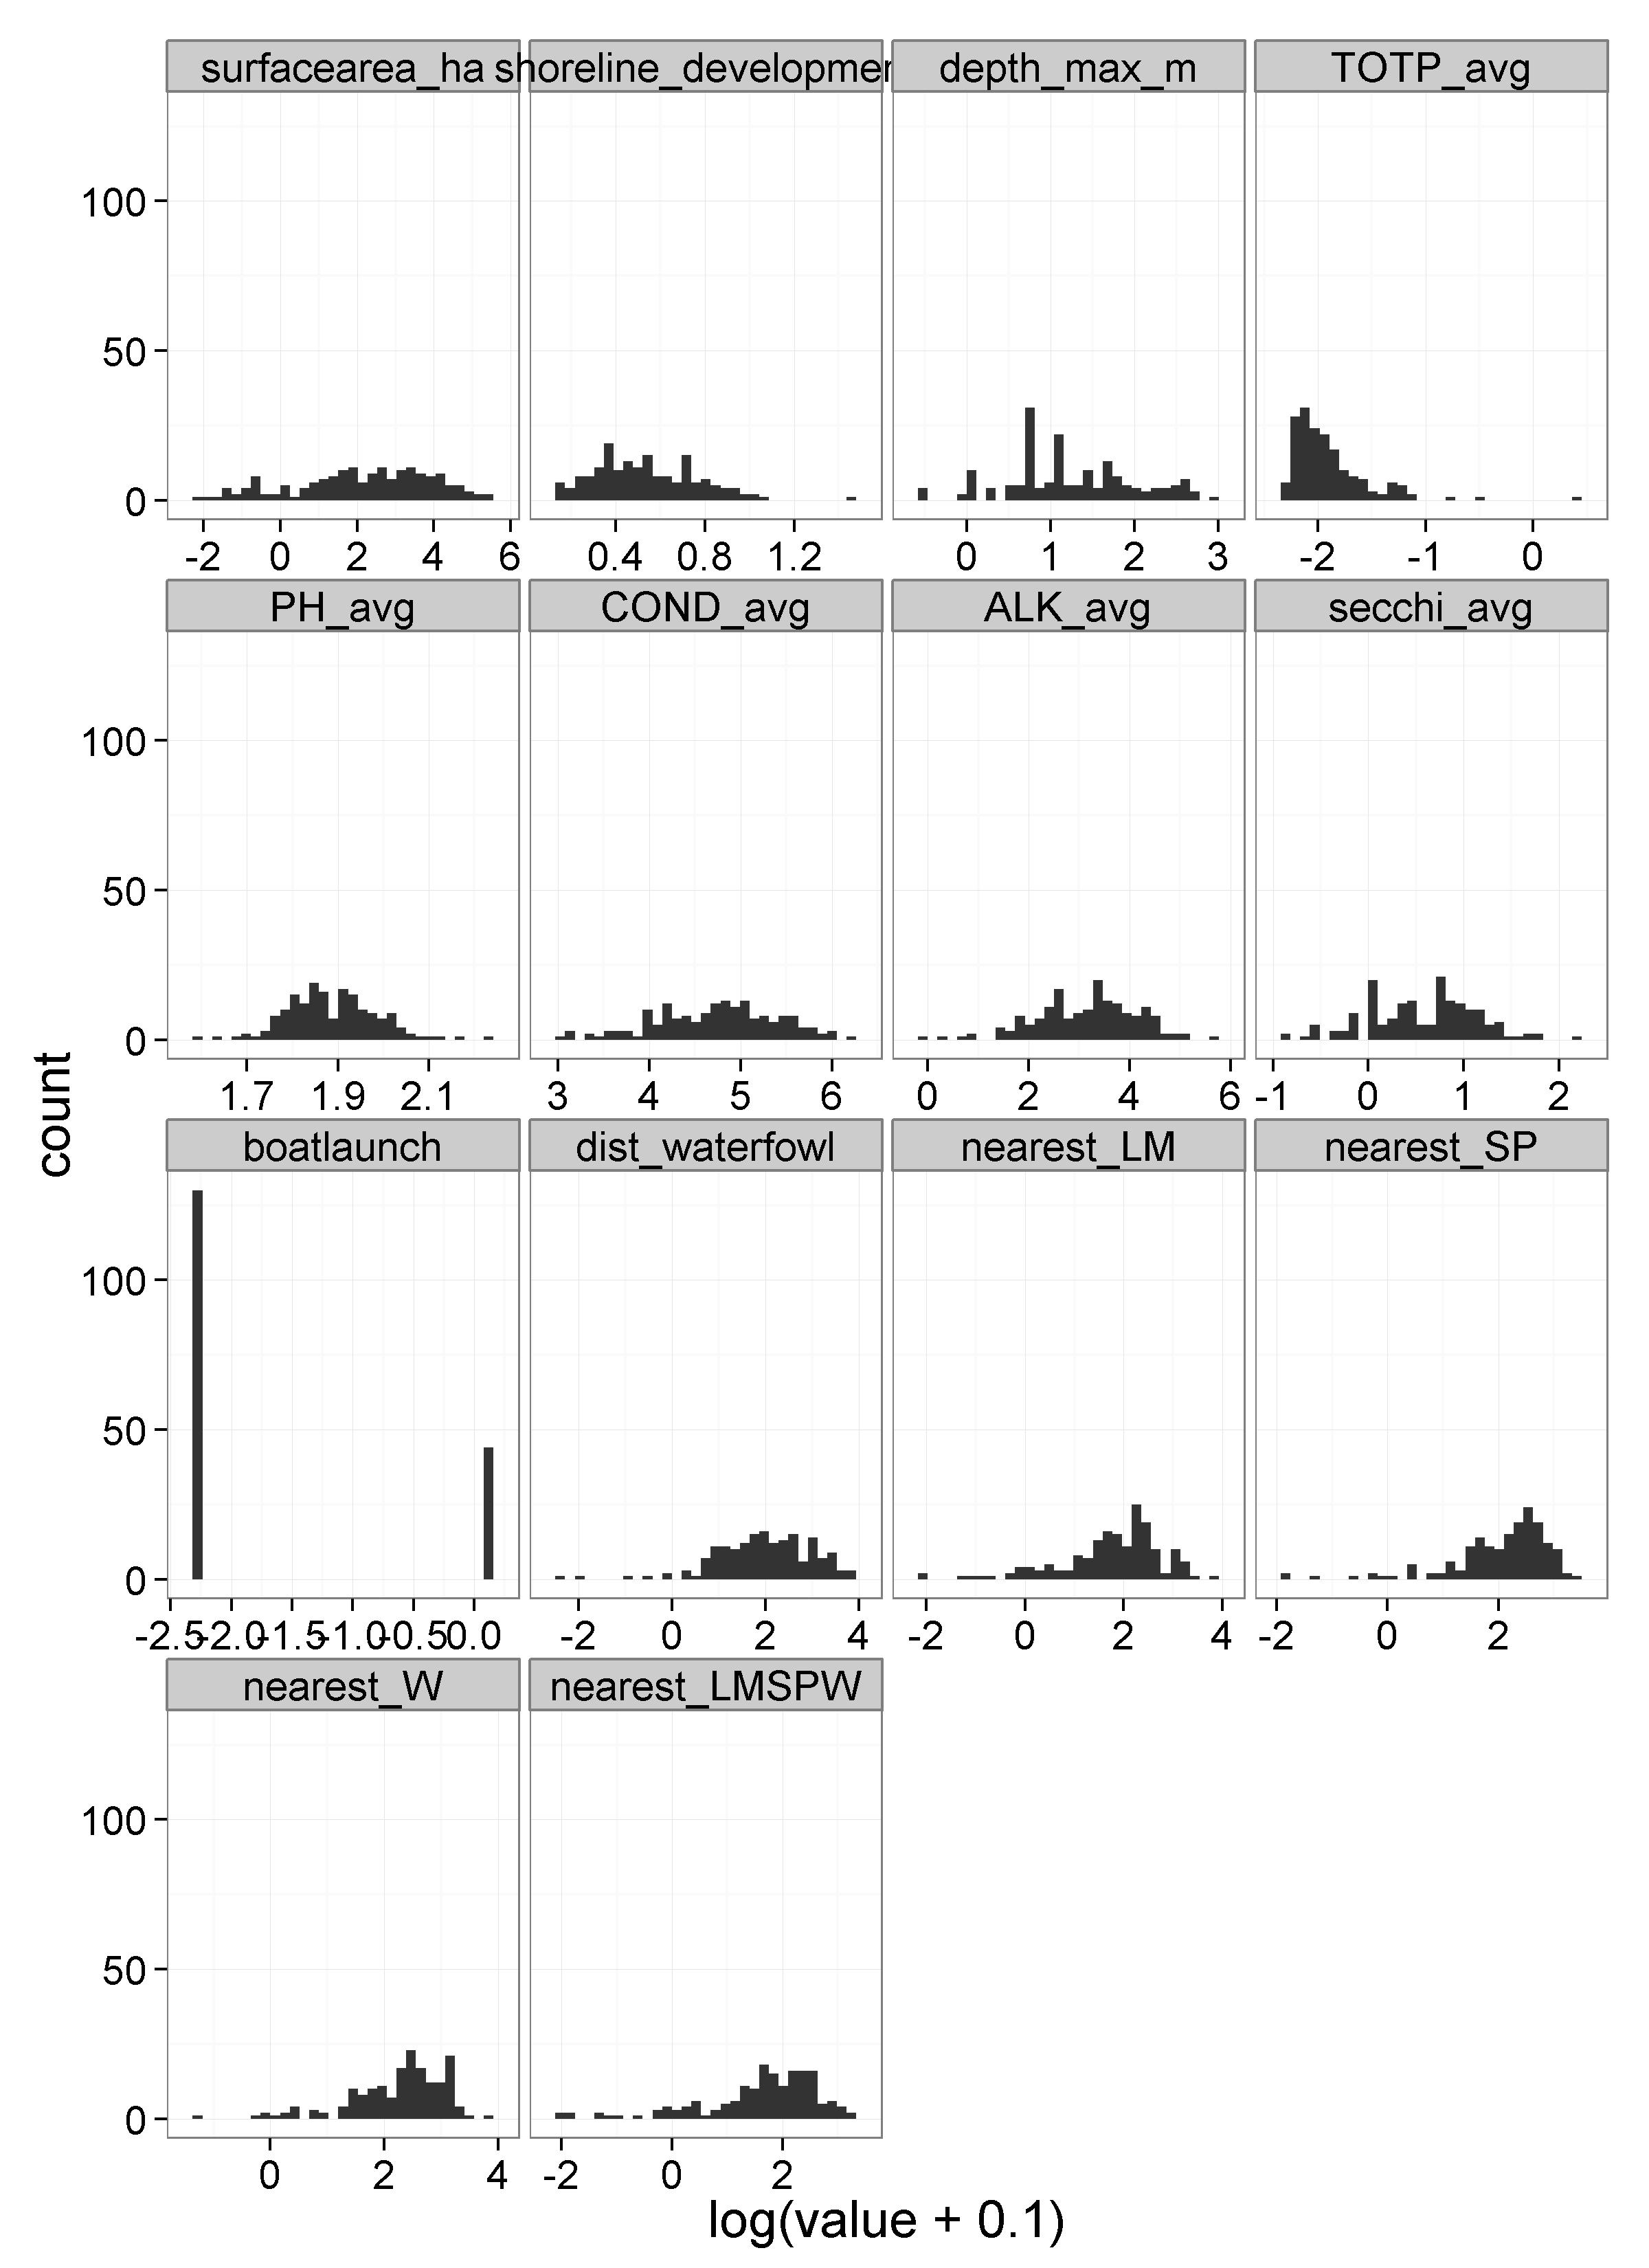 surfacearea_ha shoreline_developmen depth_max_m TOTP_avg
100
50
0
-2 0 2 4 6 0.4 0.8 1.2 0 1 2 3 -2 -1 0
PH_avg COND_avg ALK_avg secchi_avg
100
50
0
1.7 1.9 2.1 3 4 5 6 0 2 4 6 -1 0 1 2
count
boatlaunch dist_waterfowl nearest_LM nearest_SP
100
50
0
-2.5 -2.0 -1.5 -1.0 -0.5 0.0 -2 0 2 4 -2 0 2 4 -2 0 2
nearest_W nearest_LMSPW
100
50
0
0 2 4 -2 0 2
log(value + 0.1)